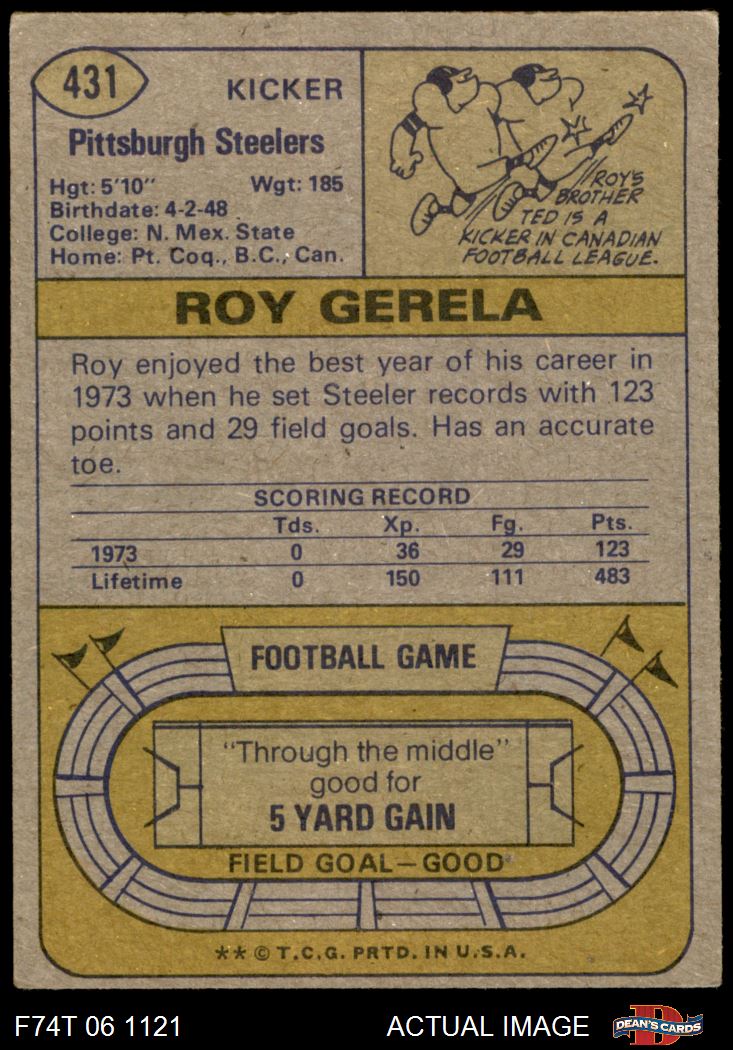 431
KICKER
Pittsburgh Steelers
Hgt: 5'10" Wgt: 185
Birthdate: 4-2-48
College: N. Mex. State
Home: Pt. Coq., B.C., Can.
ROY'S
BROTHER
TED IS A
KICKER IN CANADIAN
FOOTBALL LEAGUE.
ROY GERELA
Roy enjoyed the best year of his career in
1973 when he set Steeler records with 123
points and 29 field goals. Has an accurate
toe.
SCORING RECORD
Tds. Xp. Fg. Pts.
1973 0 36 29 123
Lifetime 0 150 111 483
FOOTBALL GAME
"Through the middle"
good for
5 YARD GAIN
FIELD GOAL—GOOD
** © T.C.G. PRTD. IN U.S.A.
F74T 06 1121 ACTUAL IMAGE
D
DEAN'S CARDS